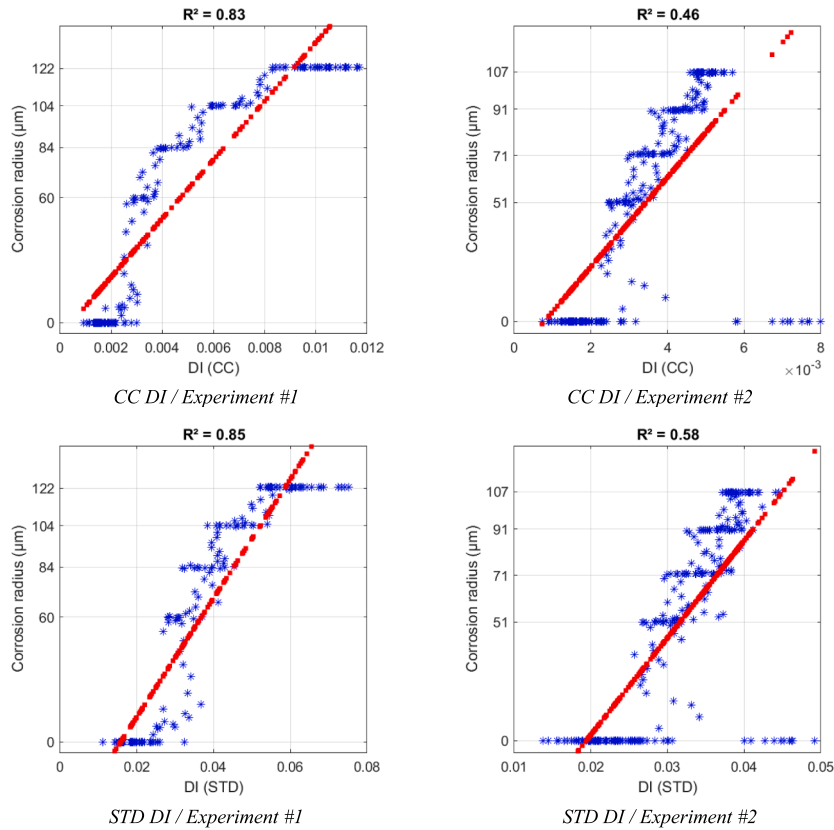 R² = 0.83
Corrosion radius (µm)
122
104
84
60
0
0 0.002 0.004 0.006 0.008 0.01 0.012
DI (CC)
CC DI / Experiment #1
R² = 0.46
Corrosion radius (µm)
107
91
71
51
0
0 2 4 6 8
DI (CC)
×10⁻³
CC DI / Experiment #2
R² = 0.85
Corrosion radius (µm)
122
104
84
60
0
0 0.02 0.04 0.06 0.08
DI (STD)
STD DI / Experiment #1
R² = 0.58
Corrosion radius (µm)
107
91
71
51
0
0.01 0.02 0.03 0.04 0.05
DI (STD)
STD DI / Experiment #2